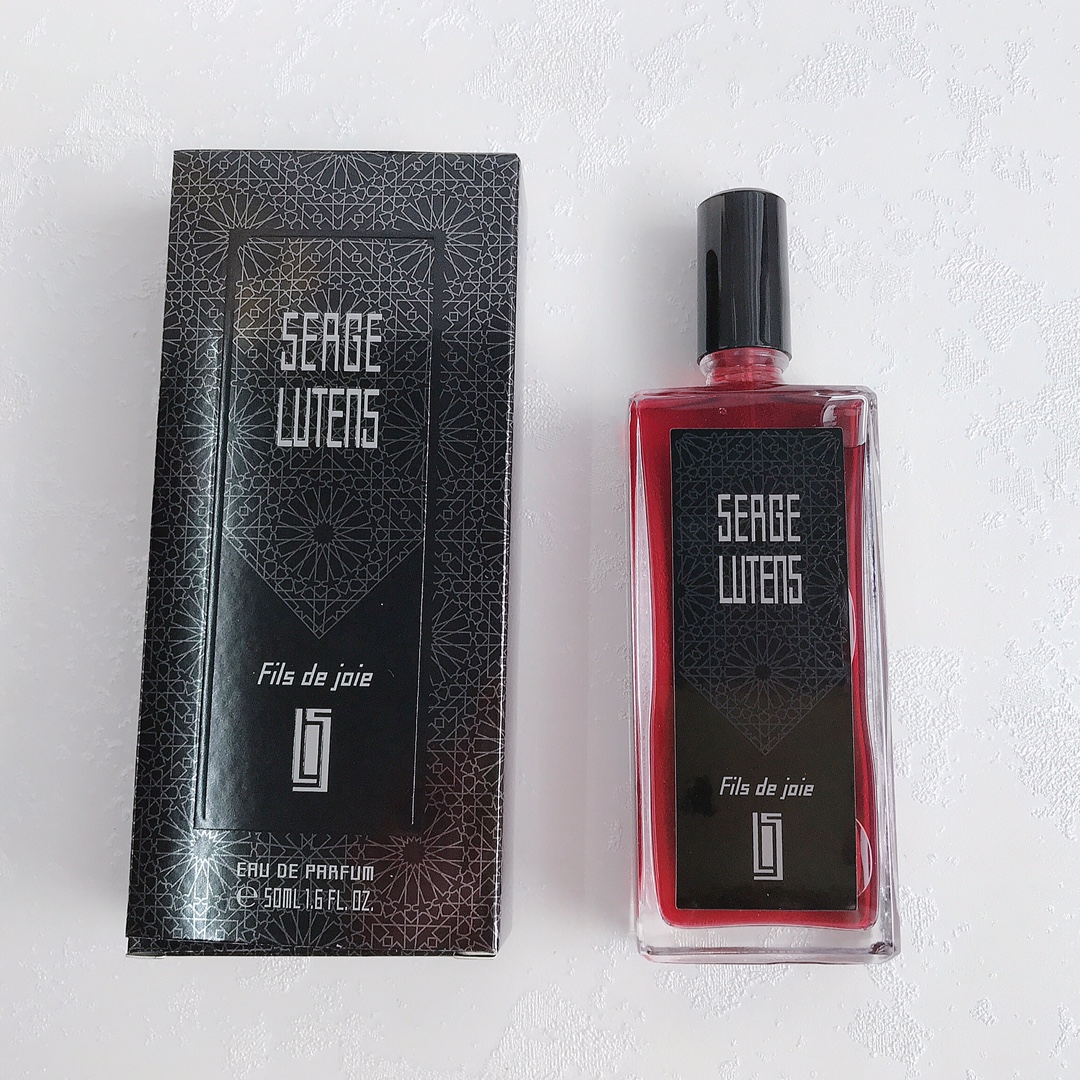 SERGE
LUTENS
Fils de joie
EAU DE PARFUM
℮ 50ML 1.6 FL. OZ.
SERGE
LUTENS
Fils de joie